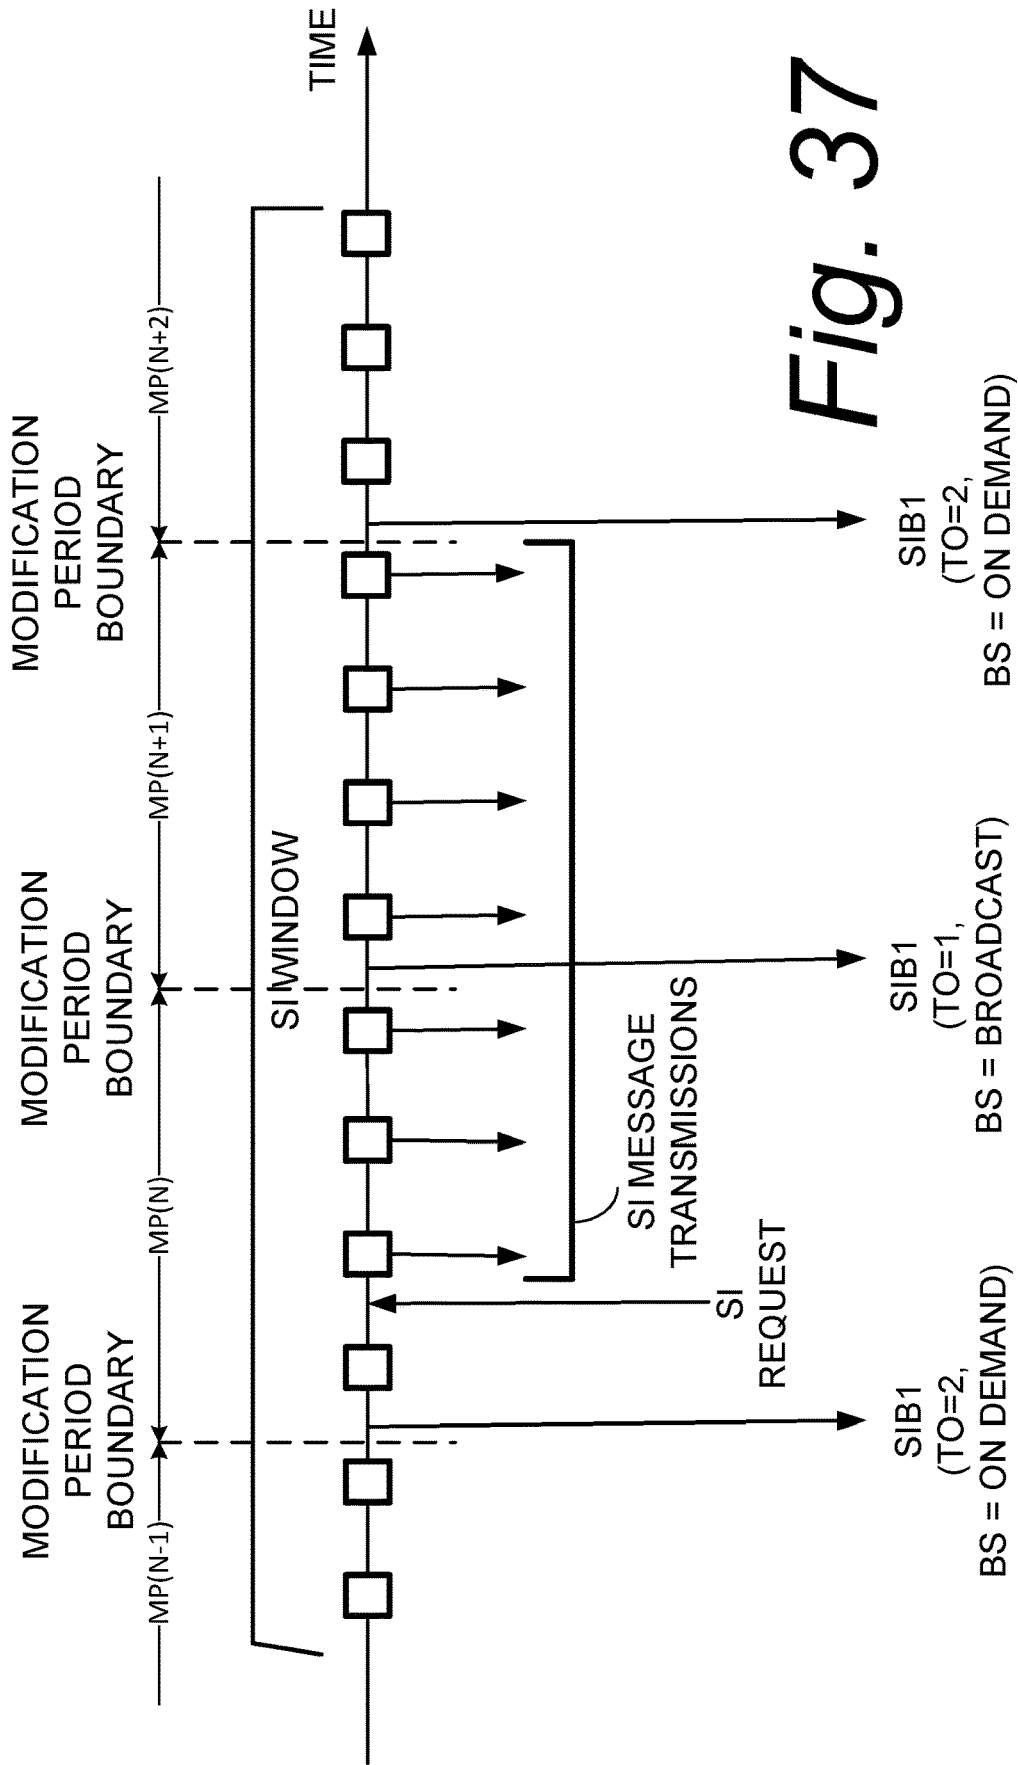 MODIFICATION
PERIOD
BOUNDARY
MODIFICATION
PERIOD
BOUNDARY
MODIFICATION
PERIOD
BOUNDARY
MP(N-1)
MP(N)
MP(N+1)
MP(N+2)
SI WINDOW
TIME
SI
REQUEST
SI MESSAGE
TRANSMISSIONS
SIB1
(TO=2,
BS = ON DEMAND)
SIB1
(TO=1,
BS = BROADCAST)
SIB1
(TO=2,
BS = ON DEMAND)
Fig. 37